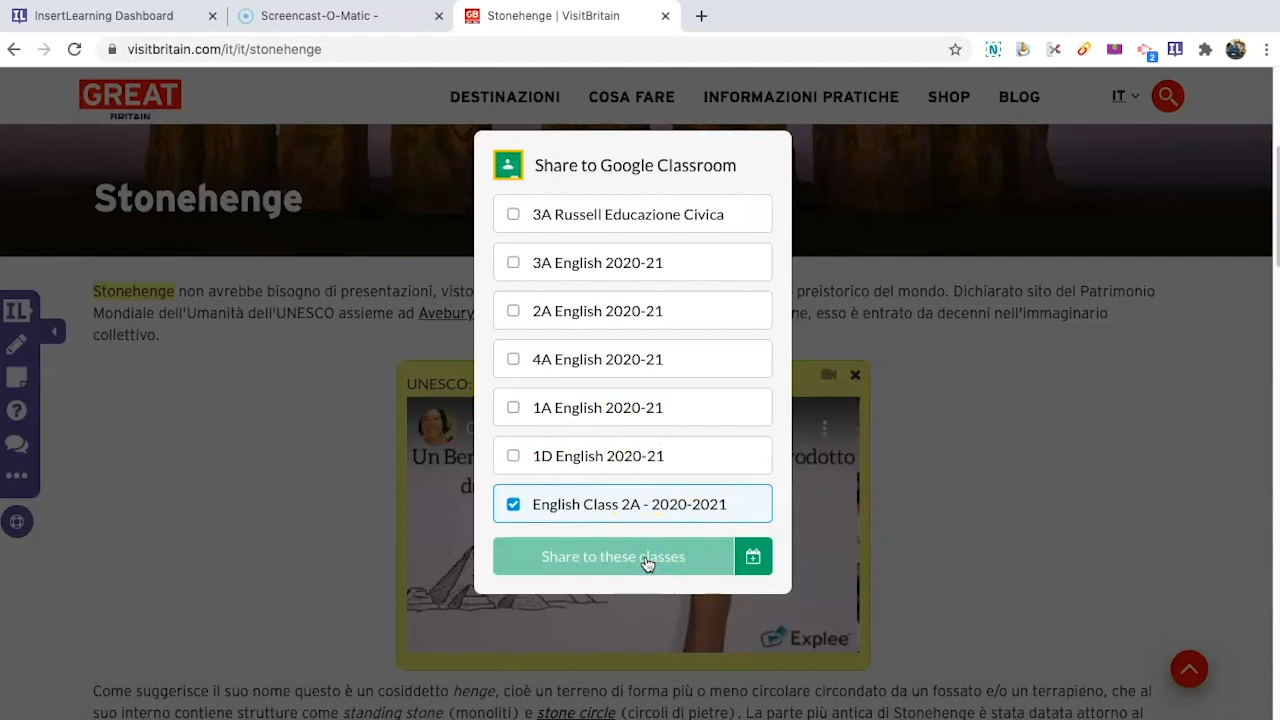 InsertLearning Dashboard
Screencast-O-Matic -
Stonehenge | VisitBritain
visitbritain.com/it/it/stonehenge
2
GREAT
BRITAIN
DESTINAZIONI
COSA FARE
INFORMAZIONI PRATICHE
SHOP
BLOG
IT
Share to Google Classroom
Stonehenge
3A Russell Educazione Civica
3A English 2020-21
2A English 2020-21
4A English 2020-21
1A English 2020-21
1D English 2020-21
English Class 2A - 2020-2021
Share to these classes
IL
Stonehenge non avrebbe bisogno di presentazioni, visto preistorico del mondo. Dichiarato sito del Patrimonio
Mondiale dell'Umanità dell'UNESCO assieme ad Avebury ne, esso è entrato da decenni nell'immaginario
collettivo.
UNESCO:
Un Ber rodotto
Explee
Come suggerisce il suo nome questo è un cosiddetto henge, cioè un terreno di forma più o meno circolare circondato da un fossato e/o un terrapieno, che al
suo interno contiene strutture come standing stone (monoliti) e stone circle (circoli di pietre). La parte più antica di Stonehenge è stata datata attorno al